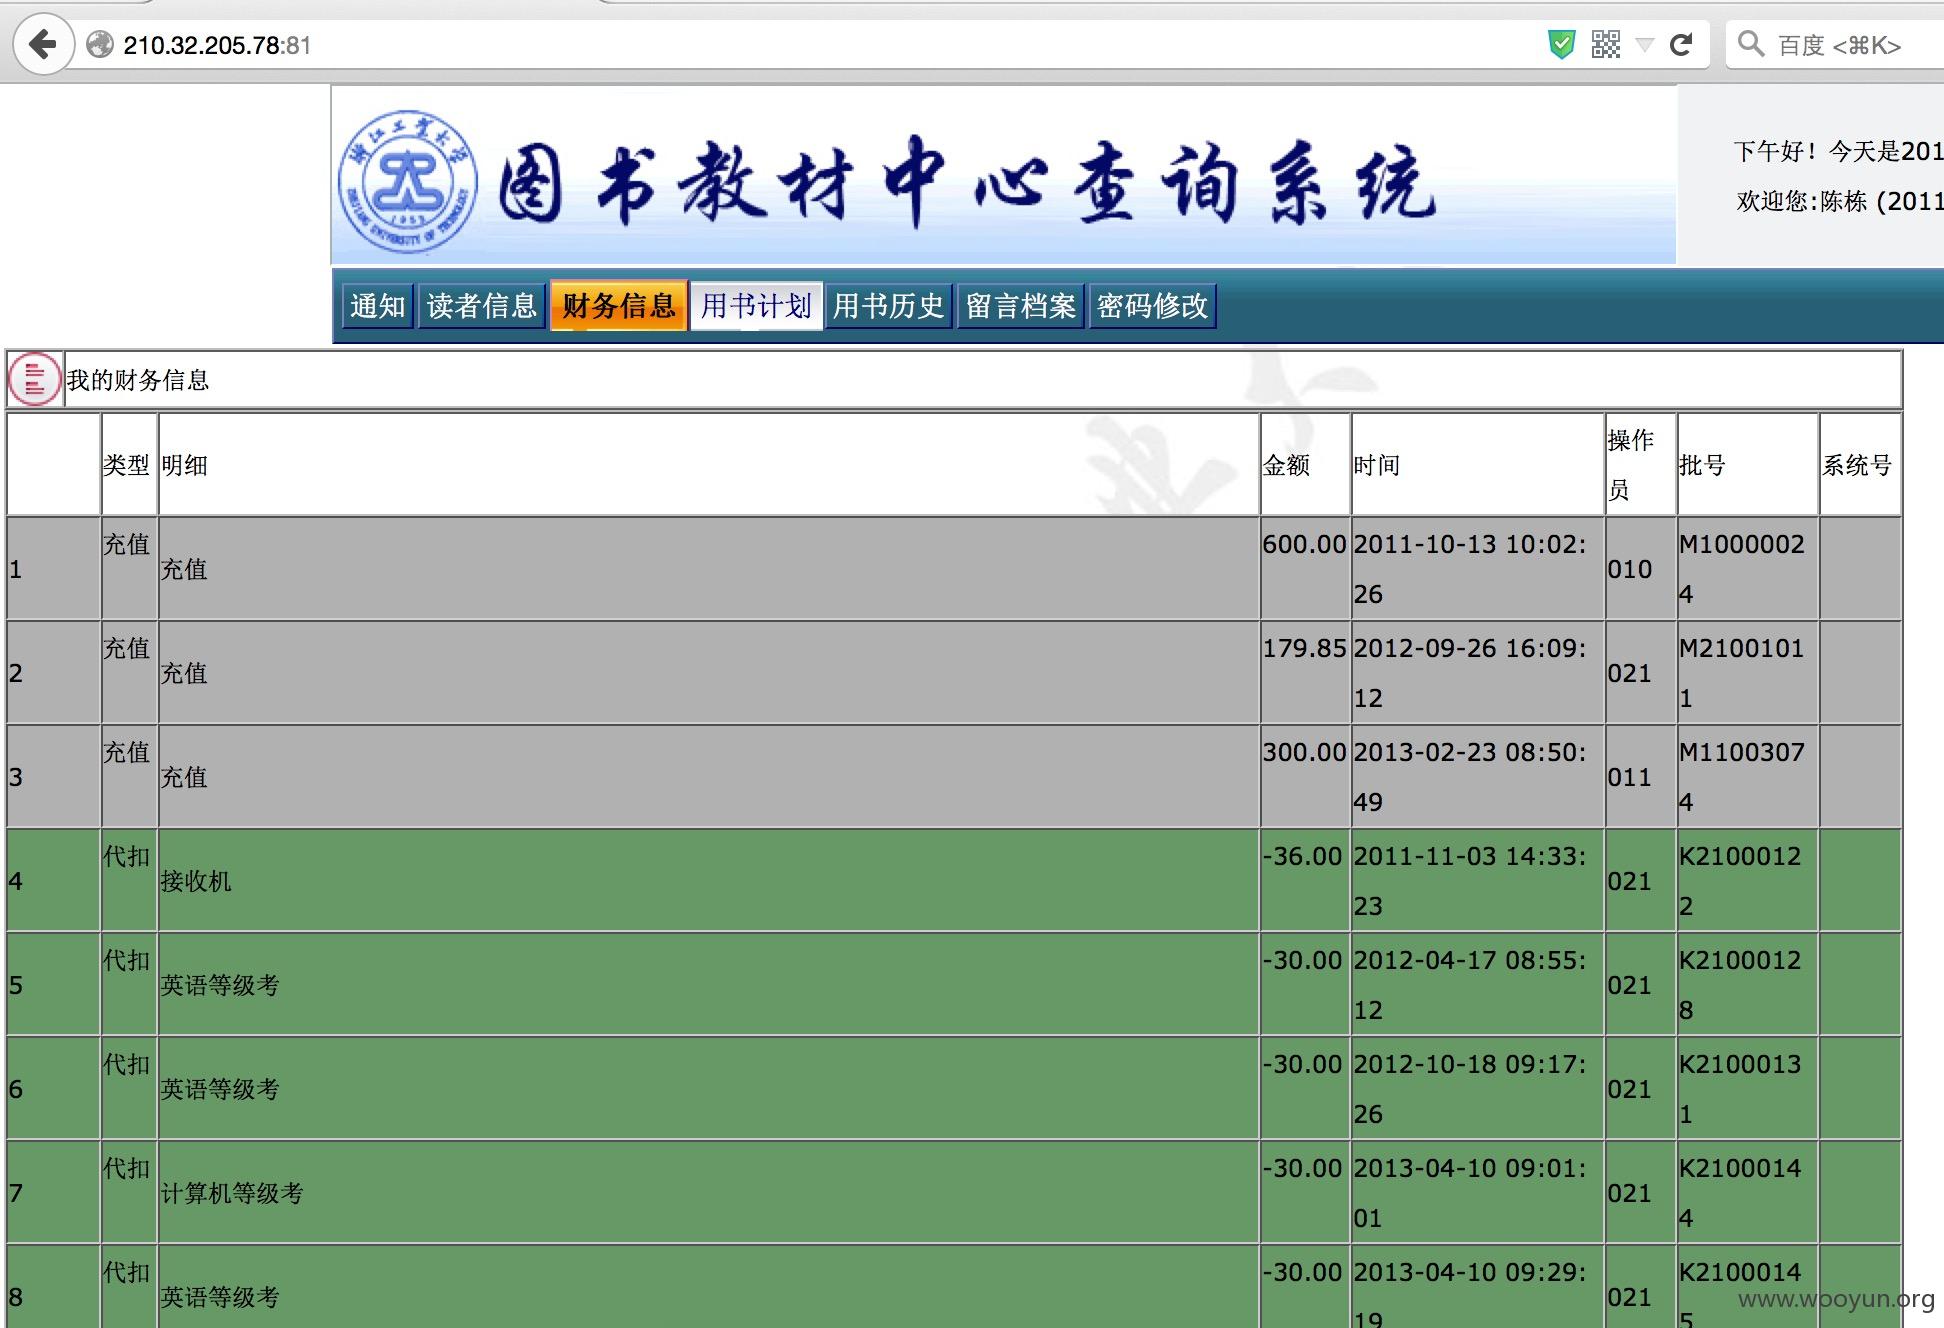 210.32.205.78:81
百度 <⌘K>
浙江工业大学
ZHEJIANG UNIVERSITY OF TECHNOLOGY
1953
图书教材中心查询系统
下午好！今天是201
欢迎您:陈栋 (2011
通知 读者信息 财务信息 用书计划 用书历史 留言档案 密码修改
我的财务信息
类型 明细 金额 时间 操作员 批号 系统号
1 充值 充值 600.00 2011-10-13 10:02:26 010 M10000024
2 充值 充值 179.85 2012-09-26 16:09:12 021 M21001011
3 充值 充值 300.00 2013-02-23 08:50:49 011 M11003074
4 代扣 接收机 -36.00 2011-11-03 14:33:23 021 K21000122
5 代扣 英语等级考 -30.00 2012-04-17 08:55:12 021 K21000128
6 代扣 英语等级考 -30.00 2012-10-18 09:17:26 021 K21000131
7 代扣 计算机等级考 -30.00 2013-04-10 09:01:01 021 K21000144
8 代扣 英语等级考 -30.00 2013-04-10 09:29:19 021 K21000145
www.wooyun.org